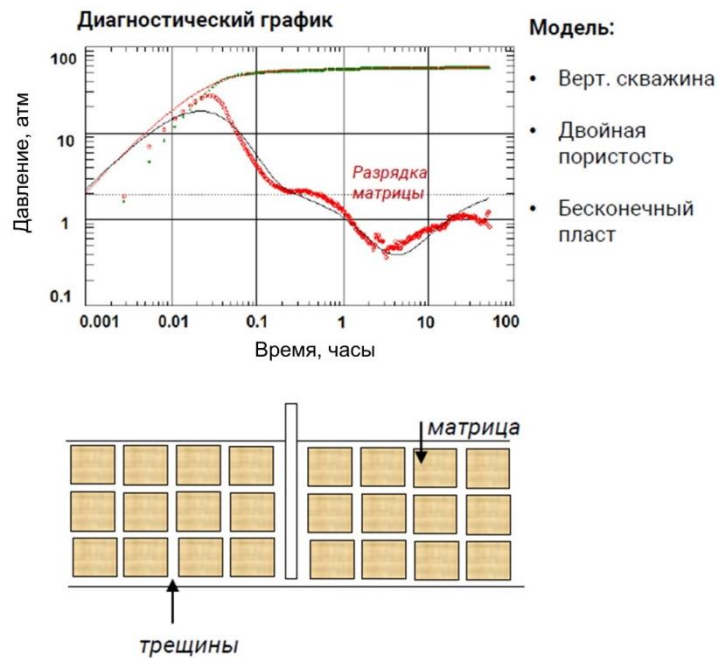 Диагностический график
Модель:
• Верт. скважина
• Двойная
пористость
• Бесконечный
пласт
Давление, атм
100
10
1
0.1
Разрядка
матрицы
0.001
0.01
0.1
1
10
100
Время, часы
матрица
трещины